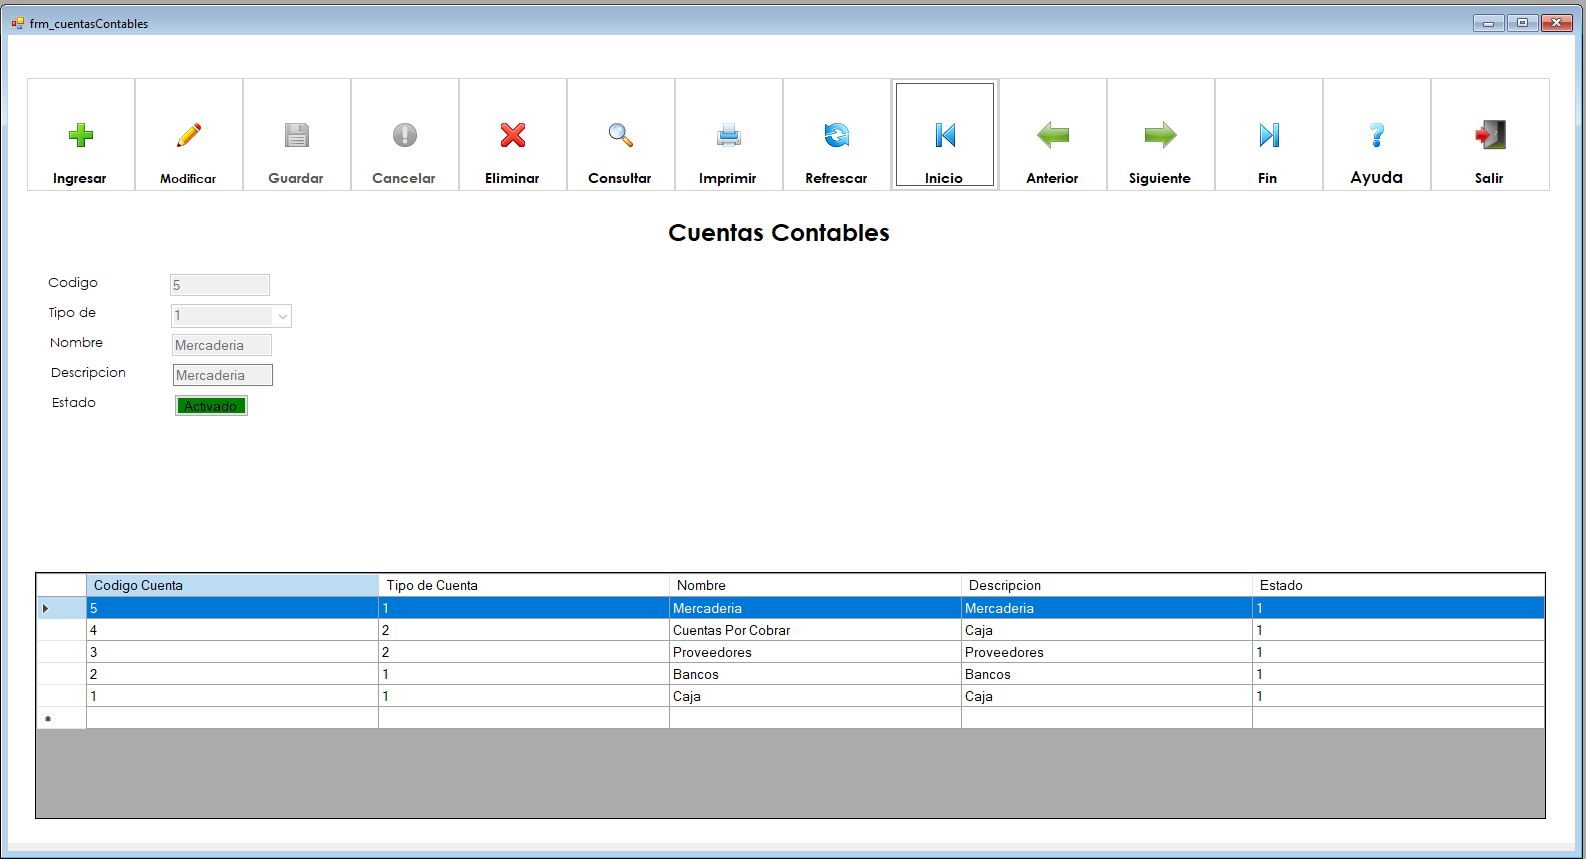 frm_cuentasContables
Ingresar Modificar Guardar Cancelar Eliminar Consultar Imprimir Refrescar Inicio Anterior Siguiente Fin Ayuda Salir
Cuentas Contables
Codigo 5
Tipo de 1
Nombre Mercaderia
Descripcion Mercaderia
Estado Activado
Codigo Cuenta Tipo de Cuenta Nombre Descripcion Estado
5 1 Mercaderia Mercaderia 1
4 2 Cuentas Por Cobrar Caja 1
3 2 Proveedores Proveedores 1
2 1 Bancos Bancos 1
1 1 Caja Caja 1